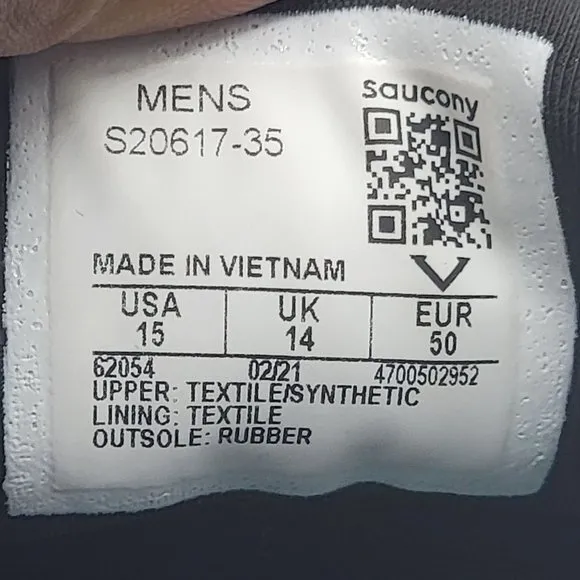 MENS
saucony
S20617-35
MADE IN VIETNAM
USA UK EUR
15 14 50
62054 02/21 4700502952
UPPER: TEXTILE/SYNTHETIC
LINING: TEXTILE
OUTSOLE: RUBBER